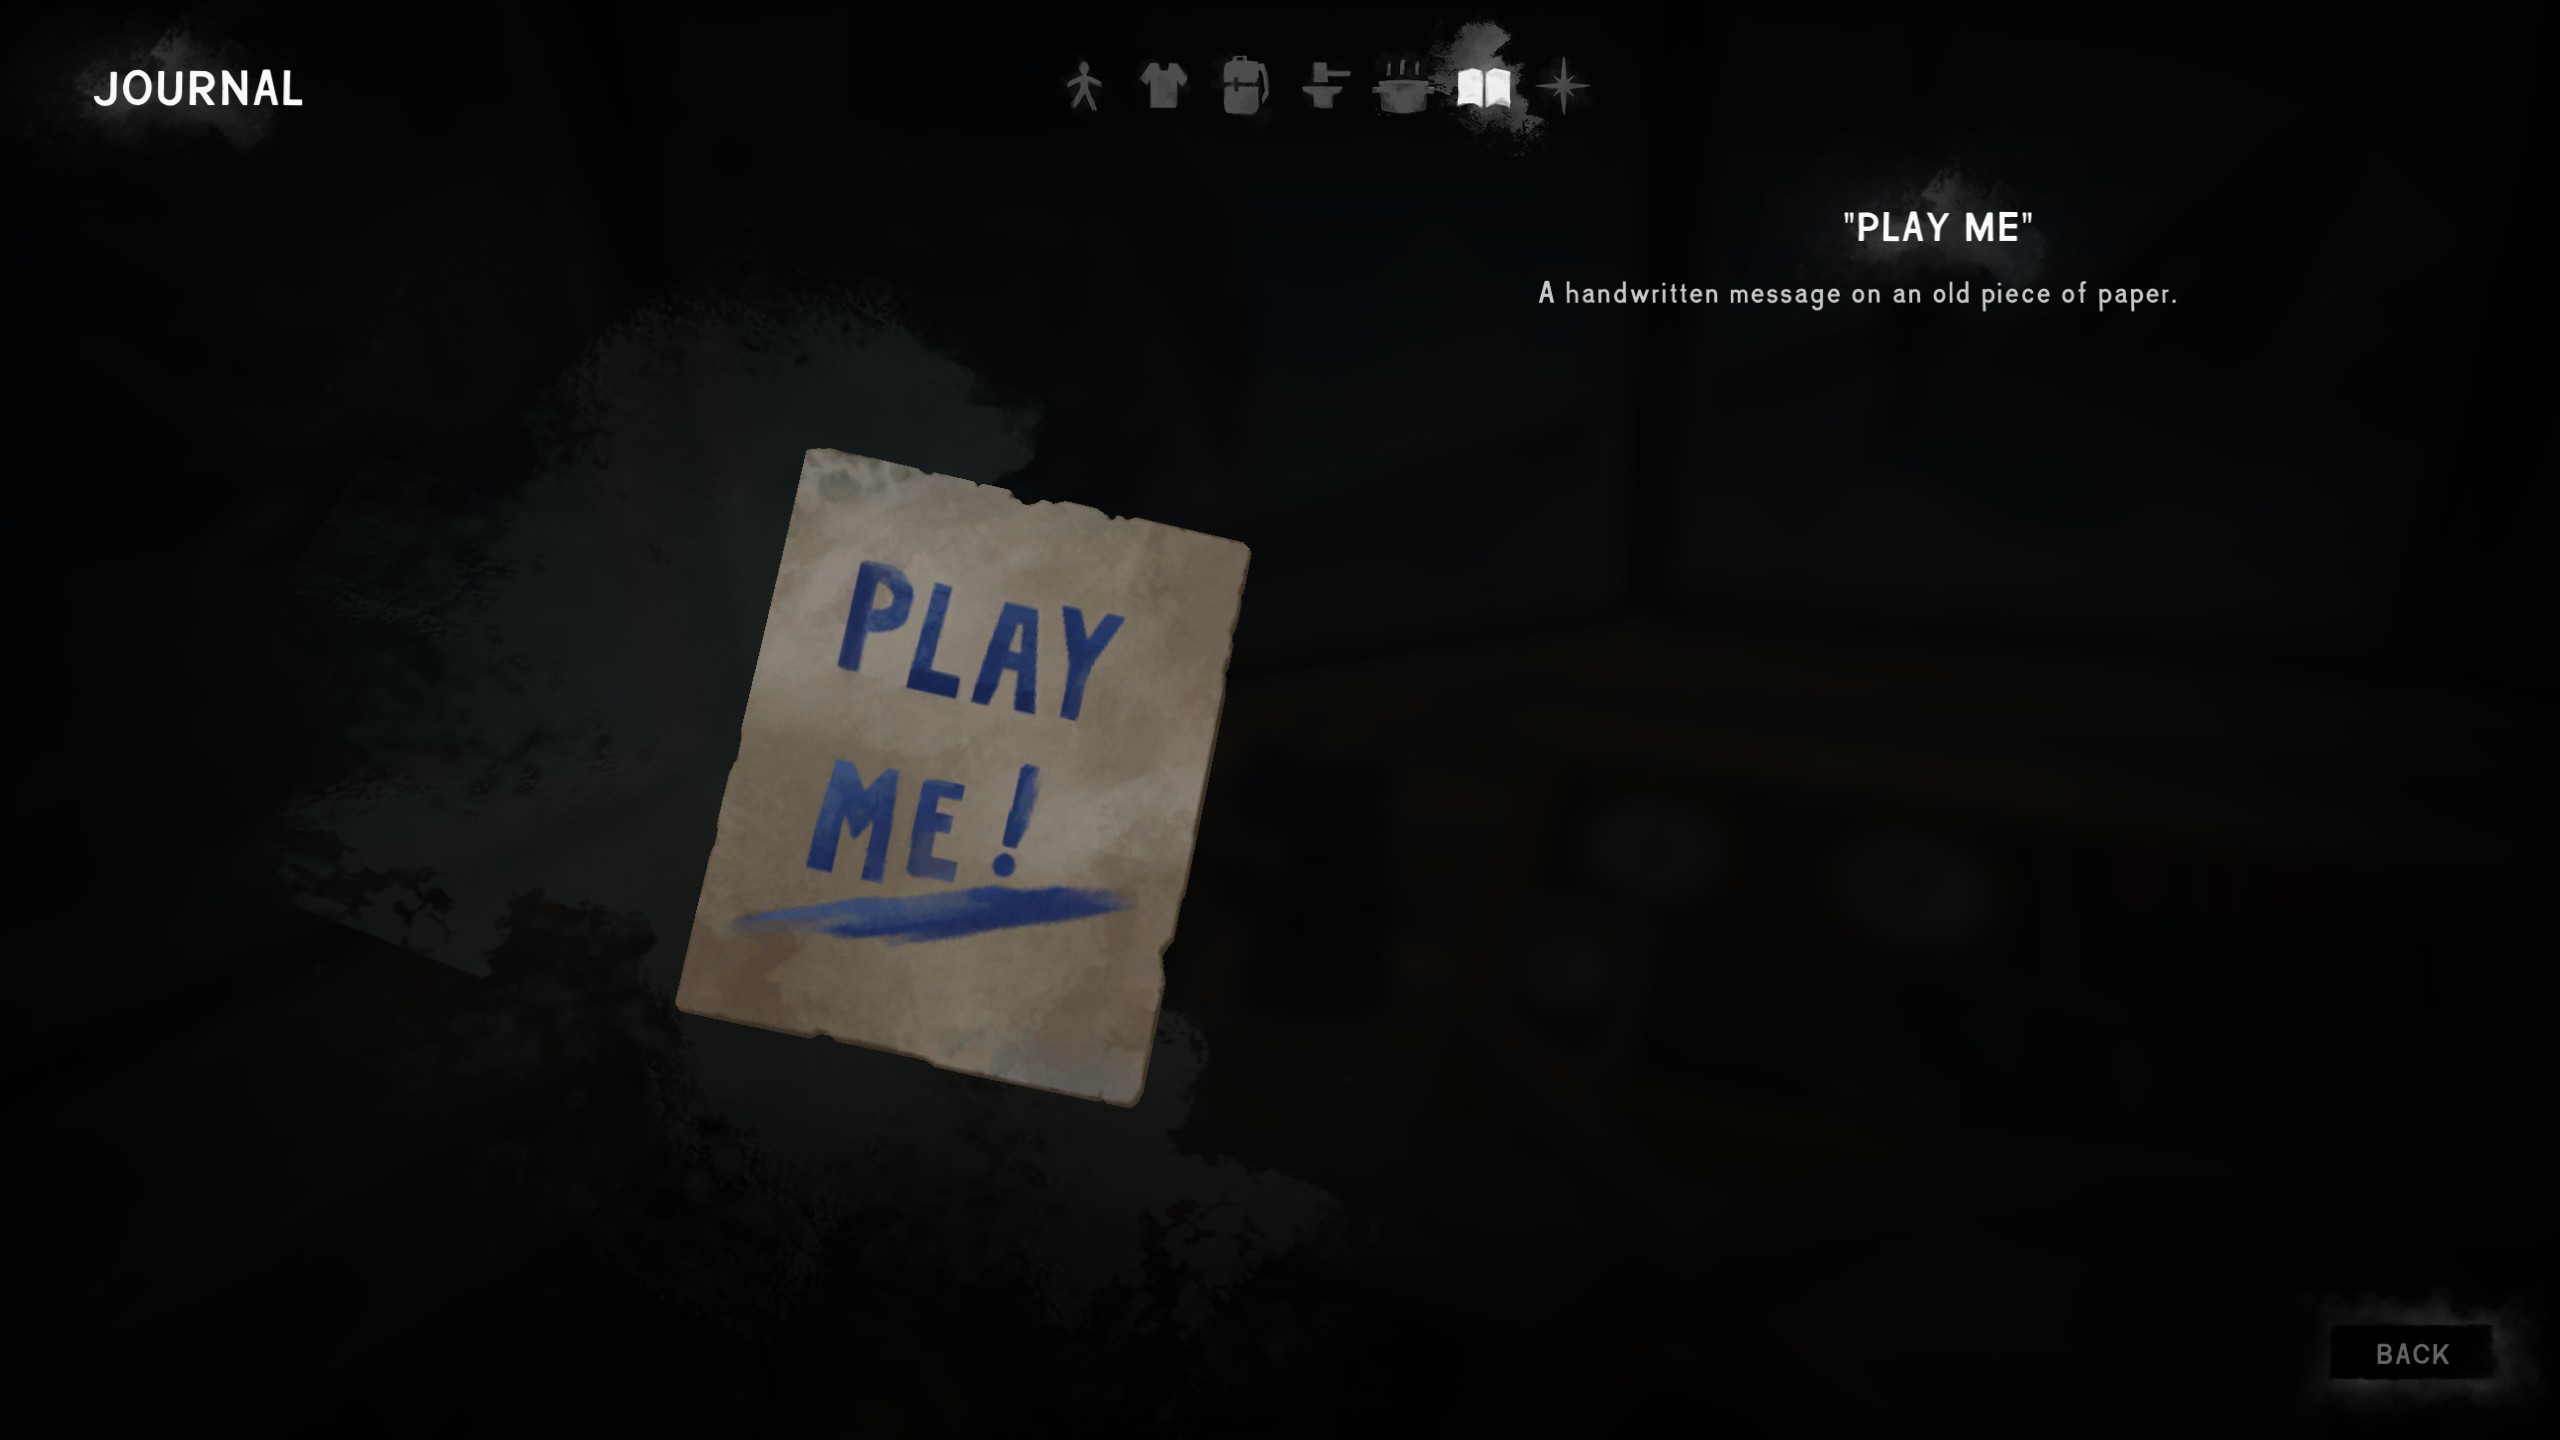 JOURNAL
"PLAY ME"
A handwritten message on an old piece of paper.
PLAY
ME!
BACK